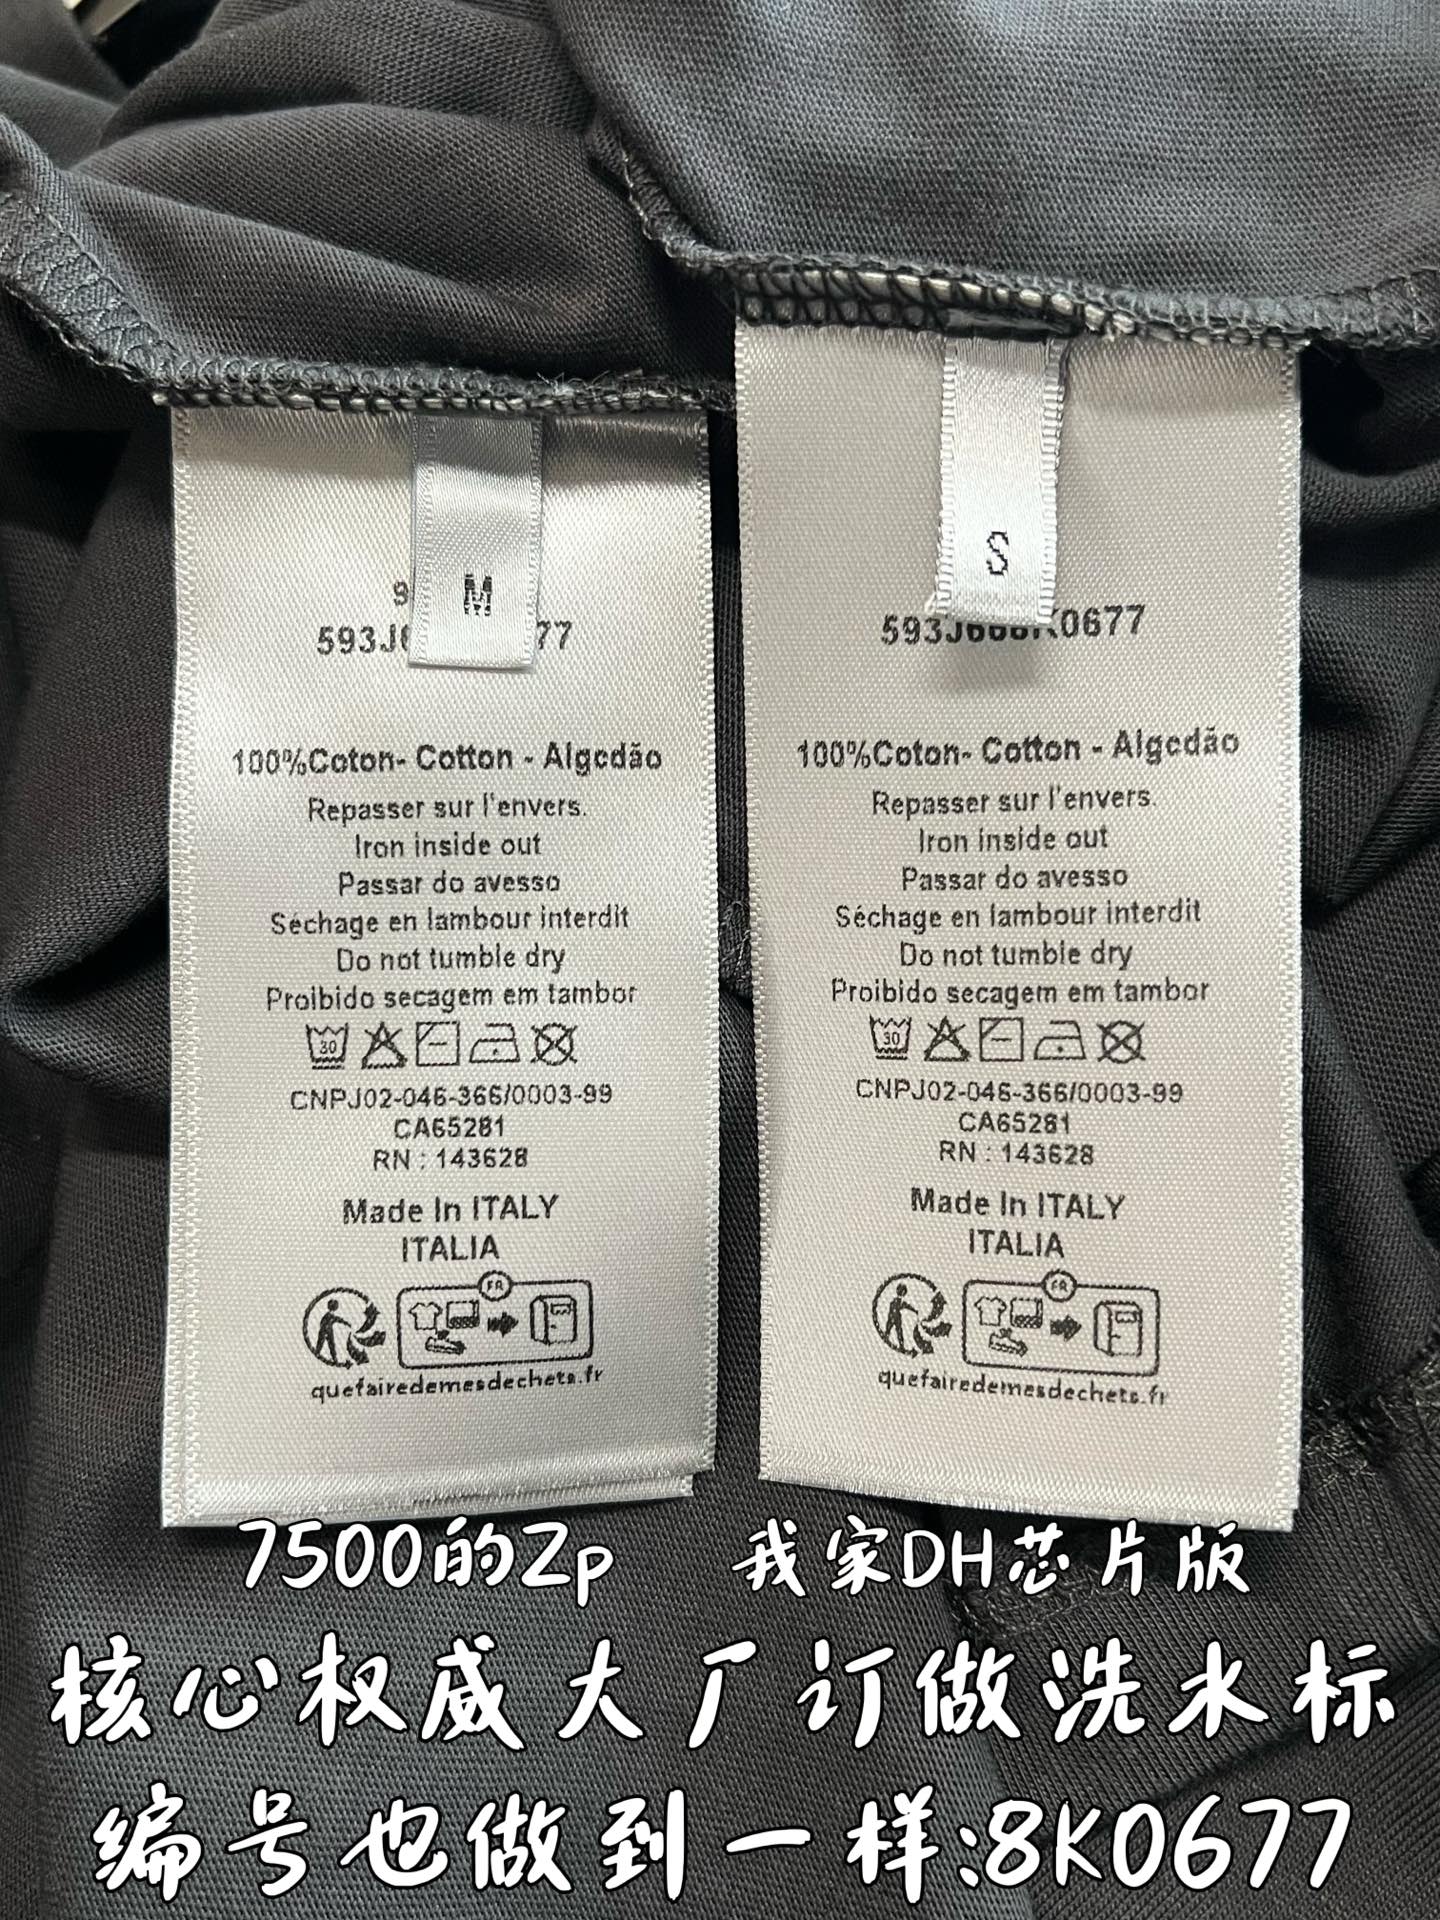 M
593J
77
100%Coton- Cotton - Algodão
Repasser sur l'envers.
Iron inside out
Passar do avesso
Séchage en lambour interdit
Do not tumble dry
Proibido secagem em tambor
30
CNPJ02-046-366/0003-99
CA65281
RN : 143628
Made In ITALY
ITALIA
FR
quefairedemesdechets.fr
S
593J668K0677
100%Coton- Cotton - Algodão
Repasser sur l'envers.
Iron inside out
Passar do avesso
Séchage en lambour interdit
Do not tumble dry
Proibido secagem em tambor
30
CNPJ02-046-366/0003-99
CA65281
RN : 143628
Made In ITALY
ITALIA
FR
quefairedemesdechets.fr
7500的Zp
我家DH芯片版
核心权威大厂订做洗水标
编号也做到一样:8K0677